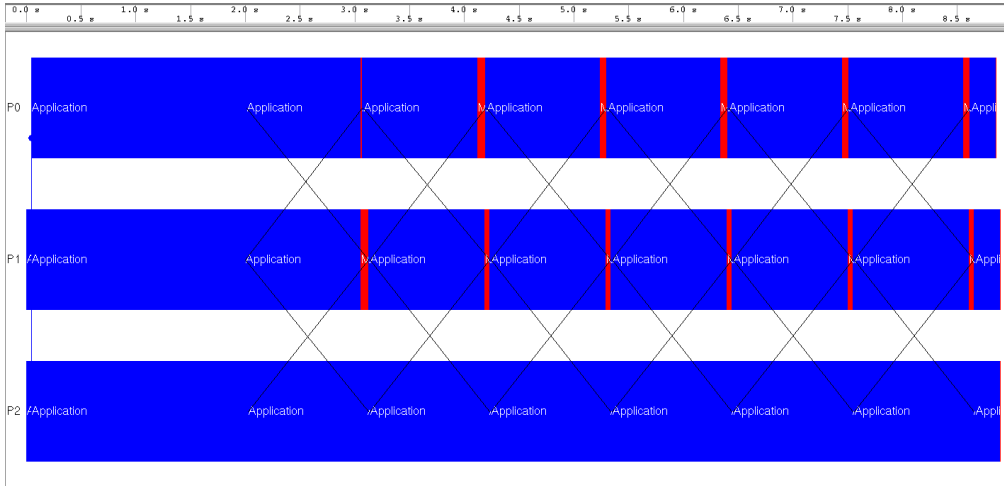 0.0 s 1.0 s 2.0 s 3.0 s 4.0 s 5.0 s 6.0 s 7.0 s 8.0 s
0.5 s 1.5 s 2.5 s 3.5 s 4.5 s 5.5 s 6.5 s 7.5 s 8.5 s
P0 Application Application Application M Application Application M Application Application M Application
P1 Application Application M Application Application Application Application Application Appli
P2 Application Application Application Application Application Application Application Appli